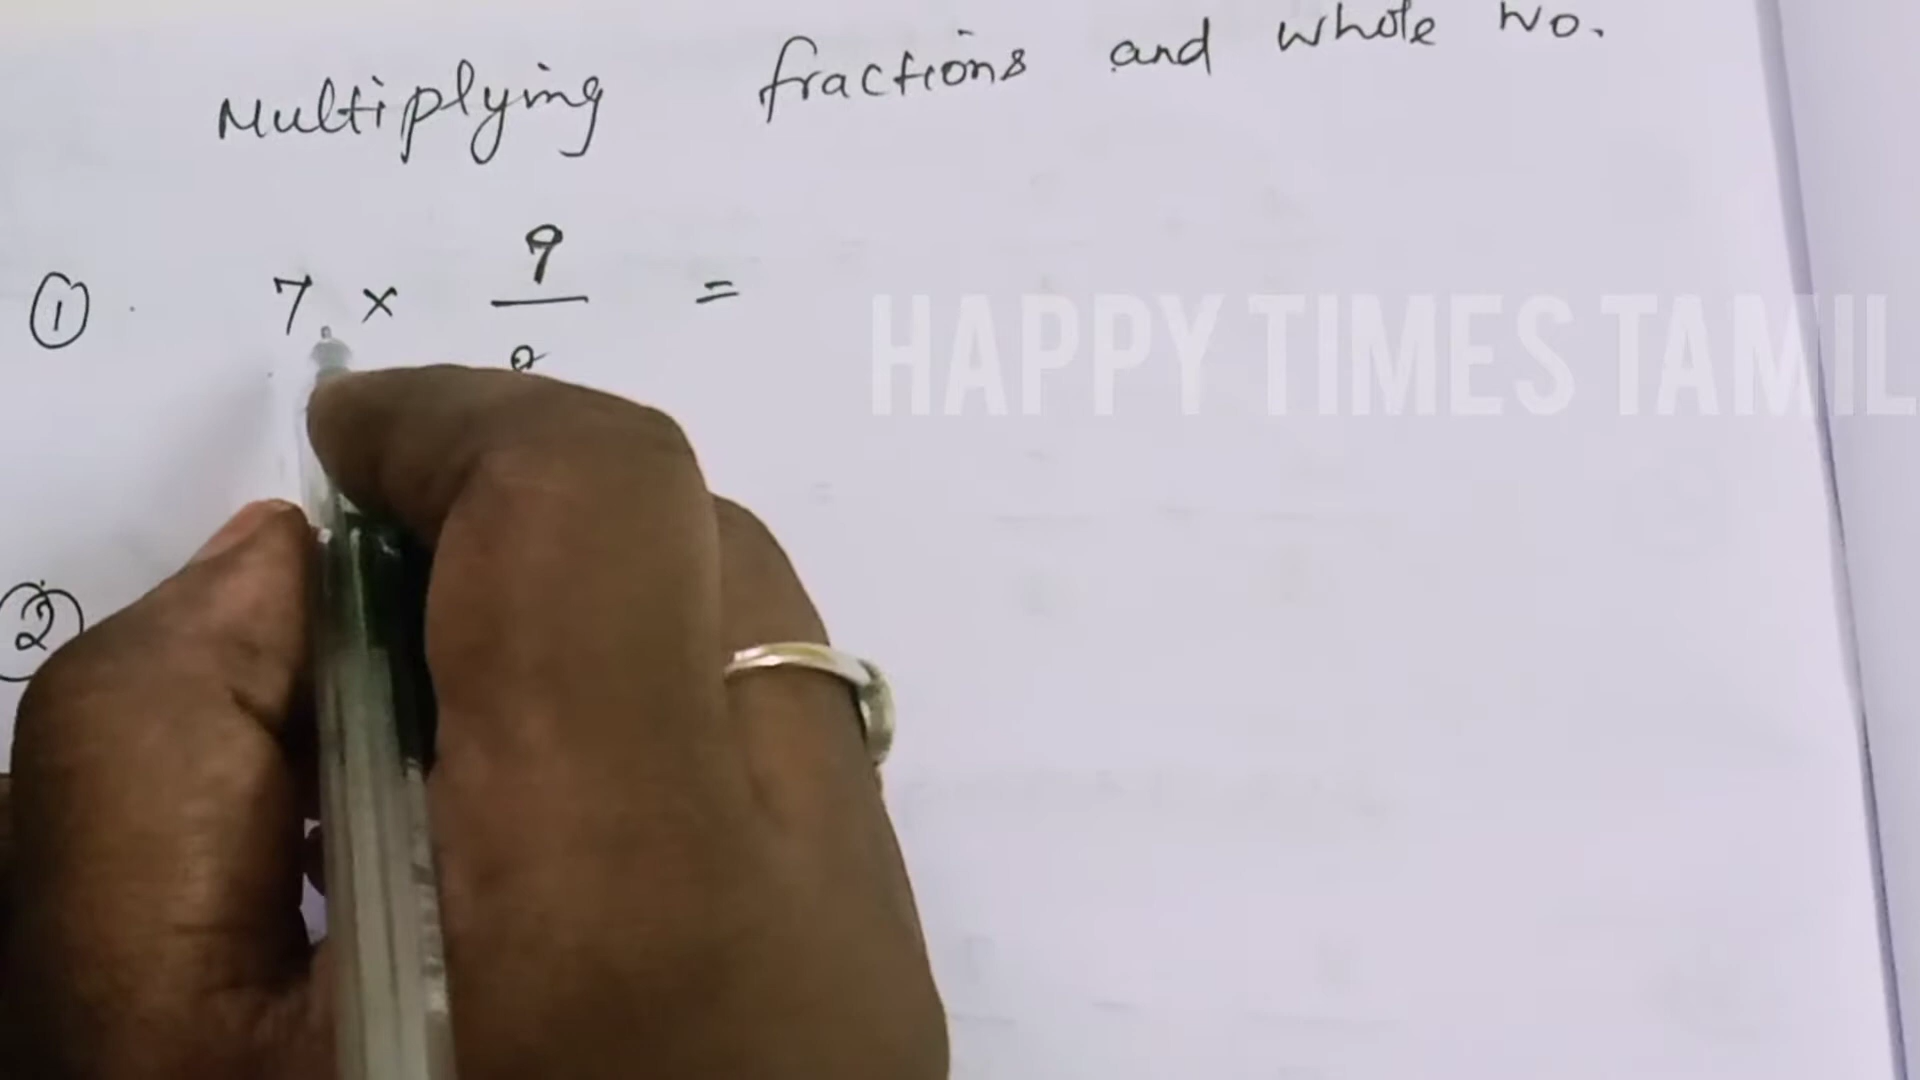 Multiplying fractions and whole No.
① 7 × 9/
=
HAPPY TIMES TAMIL
②